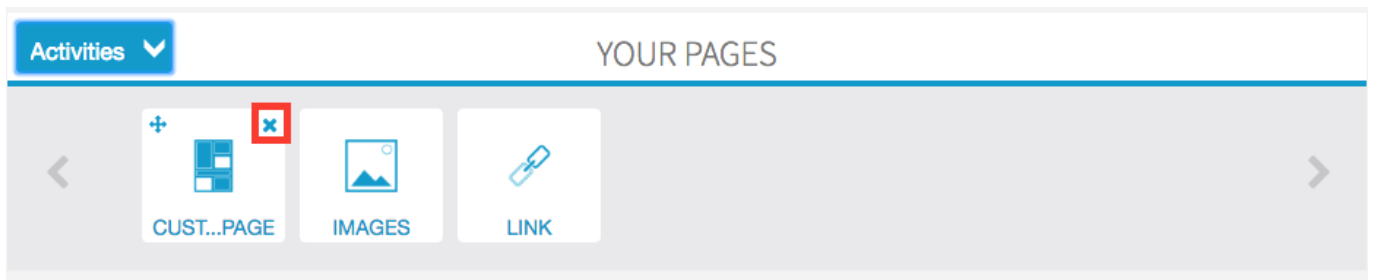 Activities
YOUR PAGES
CUST...PAGE
IMAGES
LINK